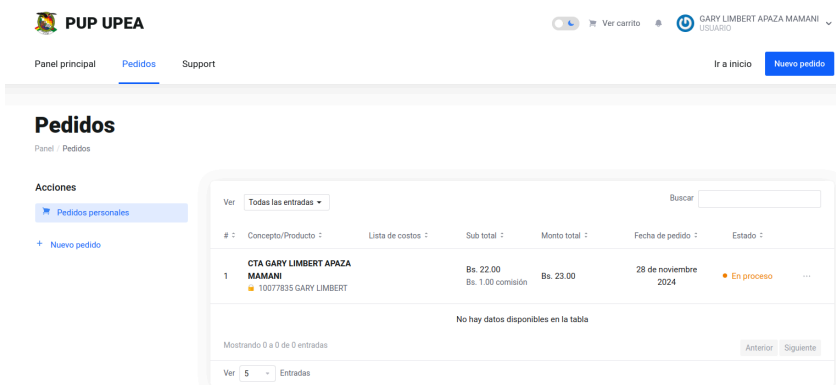 PUP UPEA
Ver carrito
GARY LIMBERT APAZA MAMANI
USUARIO
Panel principal Pedidos Support Ir a inicio Nuevo pedido
Pedidos
Panel / Pedidos
Acciones
Pedidos personales
+ Nuevo pedido
Ver Todas las entradas Buscar
# Concepto/Producto Lista de costos Sub total Monto total Fecha de pedido Estado
CTA GARY LIMBERT APAZA
MAMANI
10077835 GARY LIMBERT
1 Bs. 22.00
Bs. 1.00 comisión
Bs. 23.00
28 de noviembre
2024
En proceso ...
No hay datos disponibles en la tabla
Mostrando 0 a 0 de 0 entradas Anterior Siguiente
Ver 5 Entradas